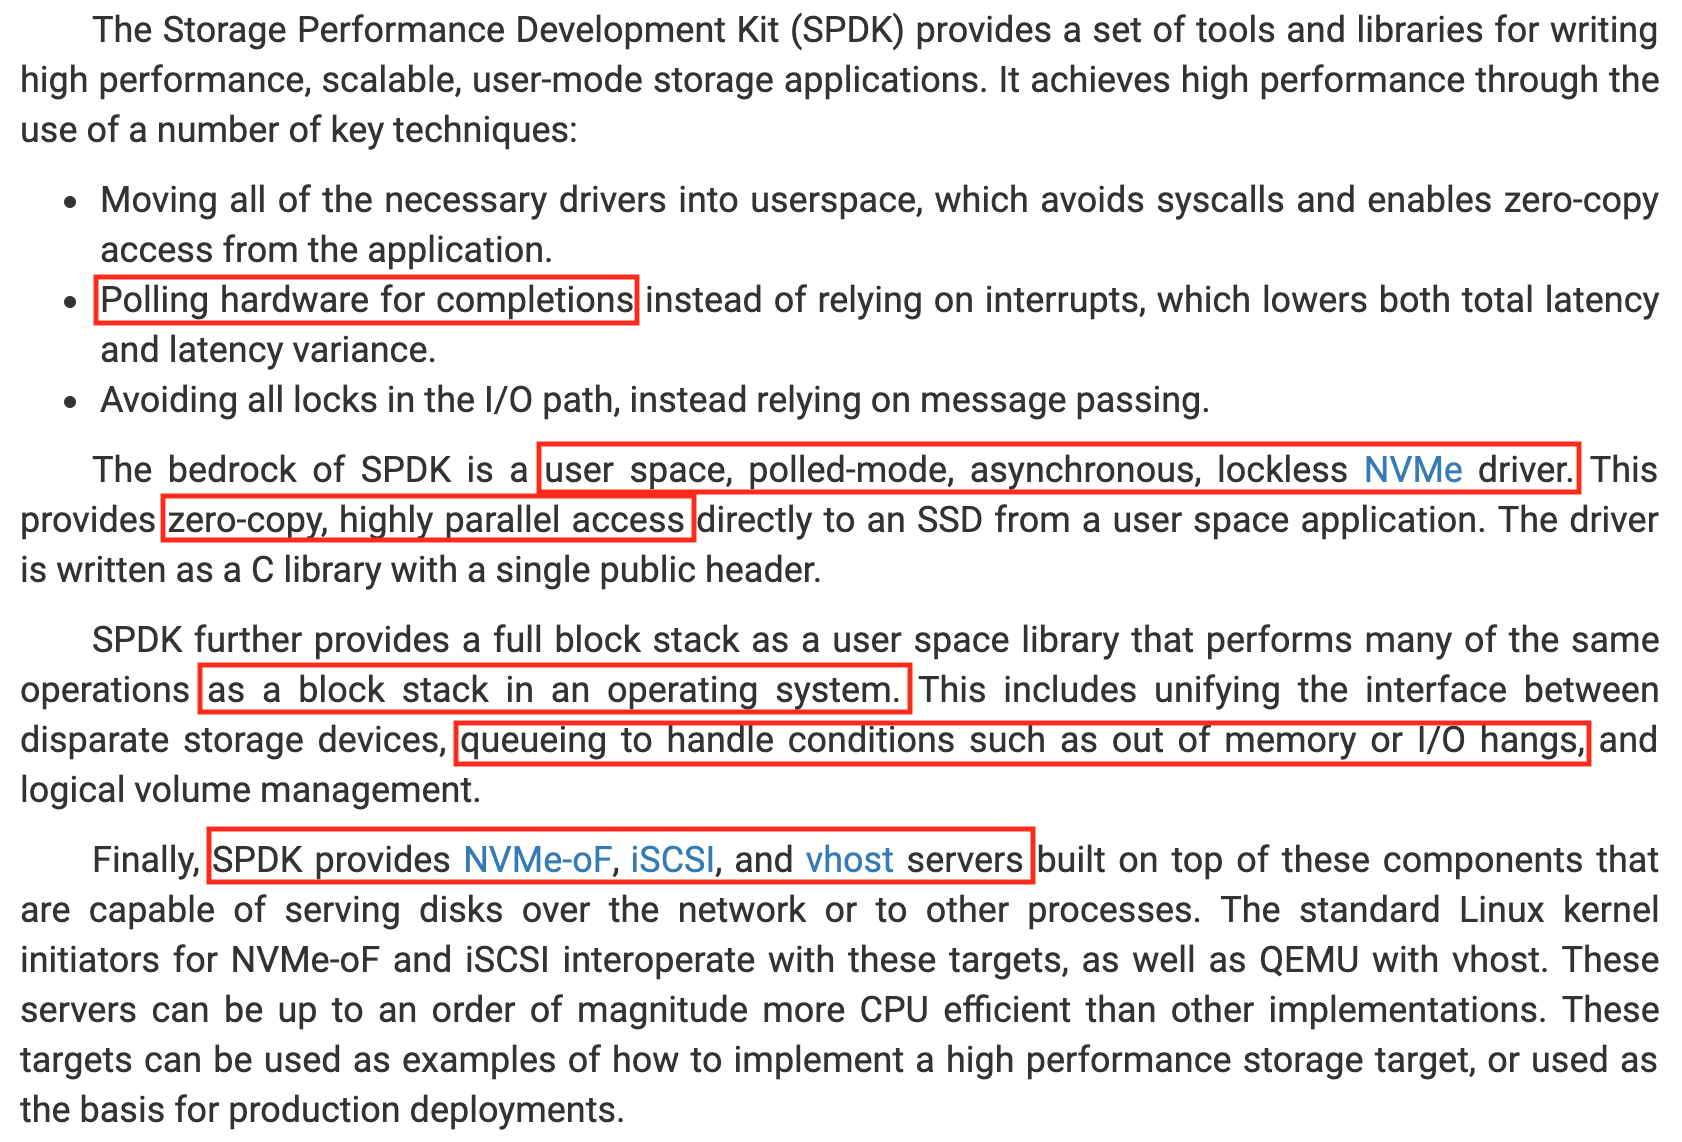 The Storage Performance Development Kit (SPDK) provides a set of tools and libraries for writing
high performance, scalable, user-mode storage applications. It achieves high performance through the
use of a number of key techniques:
• Moving all of the necessary drivers into userspace, which avoids syscalls and enables zero-copy
access from the application.
• Polling hardware for completions instead of relying on interrupts, which lowers both total latency
and latency variance.
• Avoiding all locks in the I/O path, instead relying on message passing.
The bedrock of SPDK is a user space, polled-mode, asynchronous, lockless NVMe driver. This
provides zero-copy, highly parallel access directly to an SSD from a user space application. The driver
is written as a C library with a single public header.
SPDK further provides a full block stack as a user space library that performs many of the same
operations as a block stack in an operating system. This includes unifying the interface between
disparate storage devices, queueing to handle conditions such as out of memory or I/O hangs, and
logical volume management.
Finally, SPDK provides NVMe-oF, iSCSI, and vhost servers built on top of these components that
are capable of serving disks over the network or to other processes. The standard Linux kernel
initiators for NVMe-oF and iSCSI interoperate with these targets, as well as QEMU with vhost. These
servers can be up to an order of magnitude more CPU efficient than other implementations. These
targets can be used as examples of how to implement a high performance storage target, or used as
the basis for production deployments.